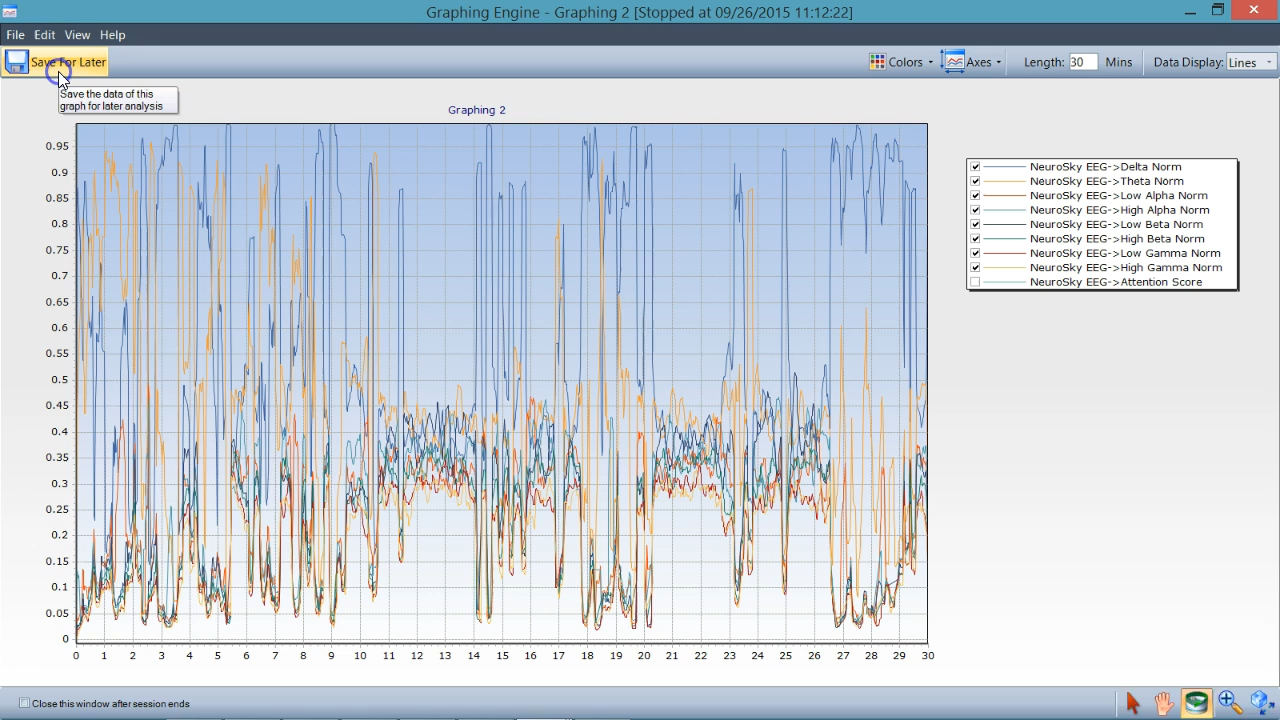 Graphing Engine - Graphing 2 [Stopped at 09/26/2015 11:12:22]
File Edit View Help
Save For Later Colors Axes Length: 30 Mins Data Display: Lines
Save the data of this
graph for later analysis
Graphing 2
0.95
0.9
0.85
0.8
0.75
0.7
0.65
0.6
0.55
0.5
0.45
0.4
0.35
0.3
0.25
0.2
0.15
0.1
0.05
0
0 1 2 3 4 5 6 7 8 9 10 11 12 13 14 15 16 17 18 19 20 21 22 23 24 25 26 27 28 29 30
NeuroSky EEG->Delta Norm
NeuroSky EEG->Theta Norm
NeuroSky EEG->Low Alpha Norm
NeuroSky EEG->High Alpha Norm
NeuroSky EEG->Low Beta Norm
NeuroSky EEG->High Beta Norm
NeuroSky EEG->Low Gamma Norm
NeuroSky EEG->High Gamma Norm
NeuroSky EEG->Attention Score
Close this window after session ends